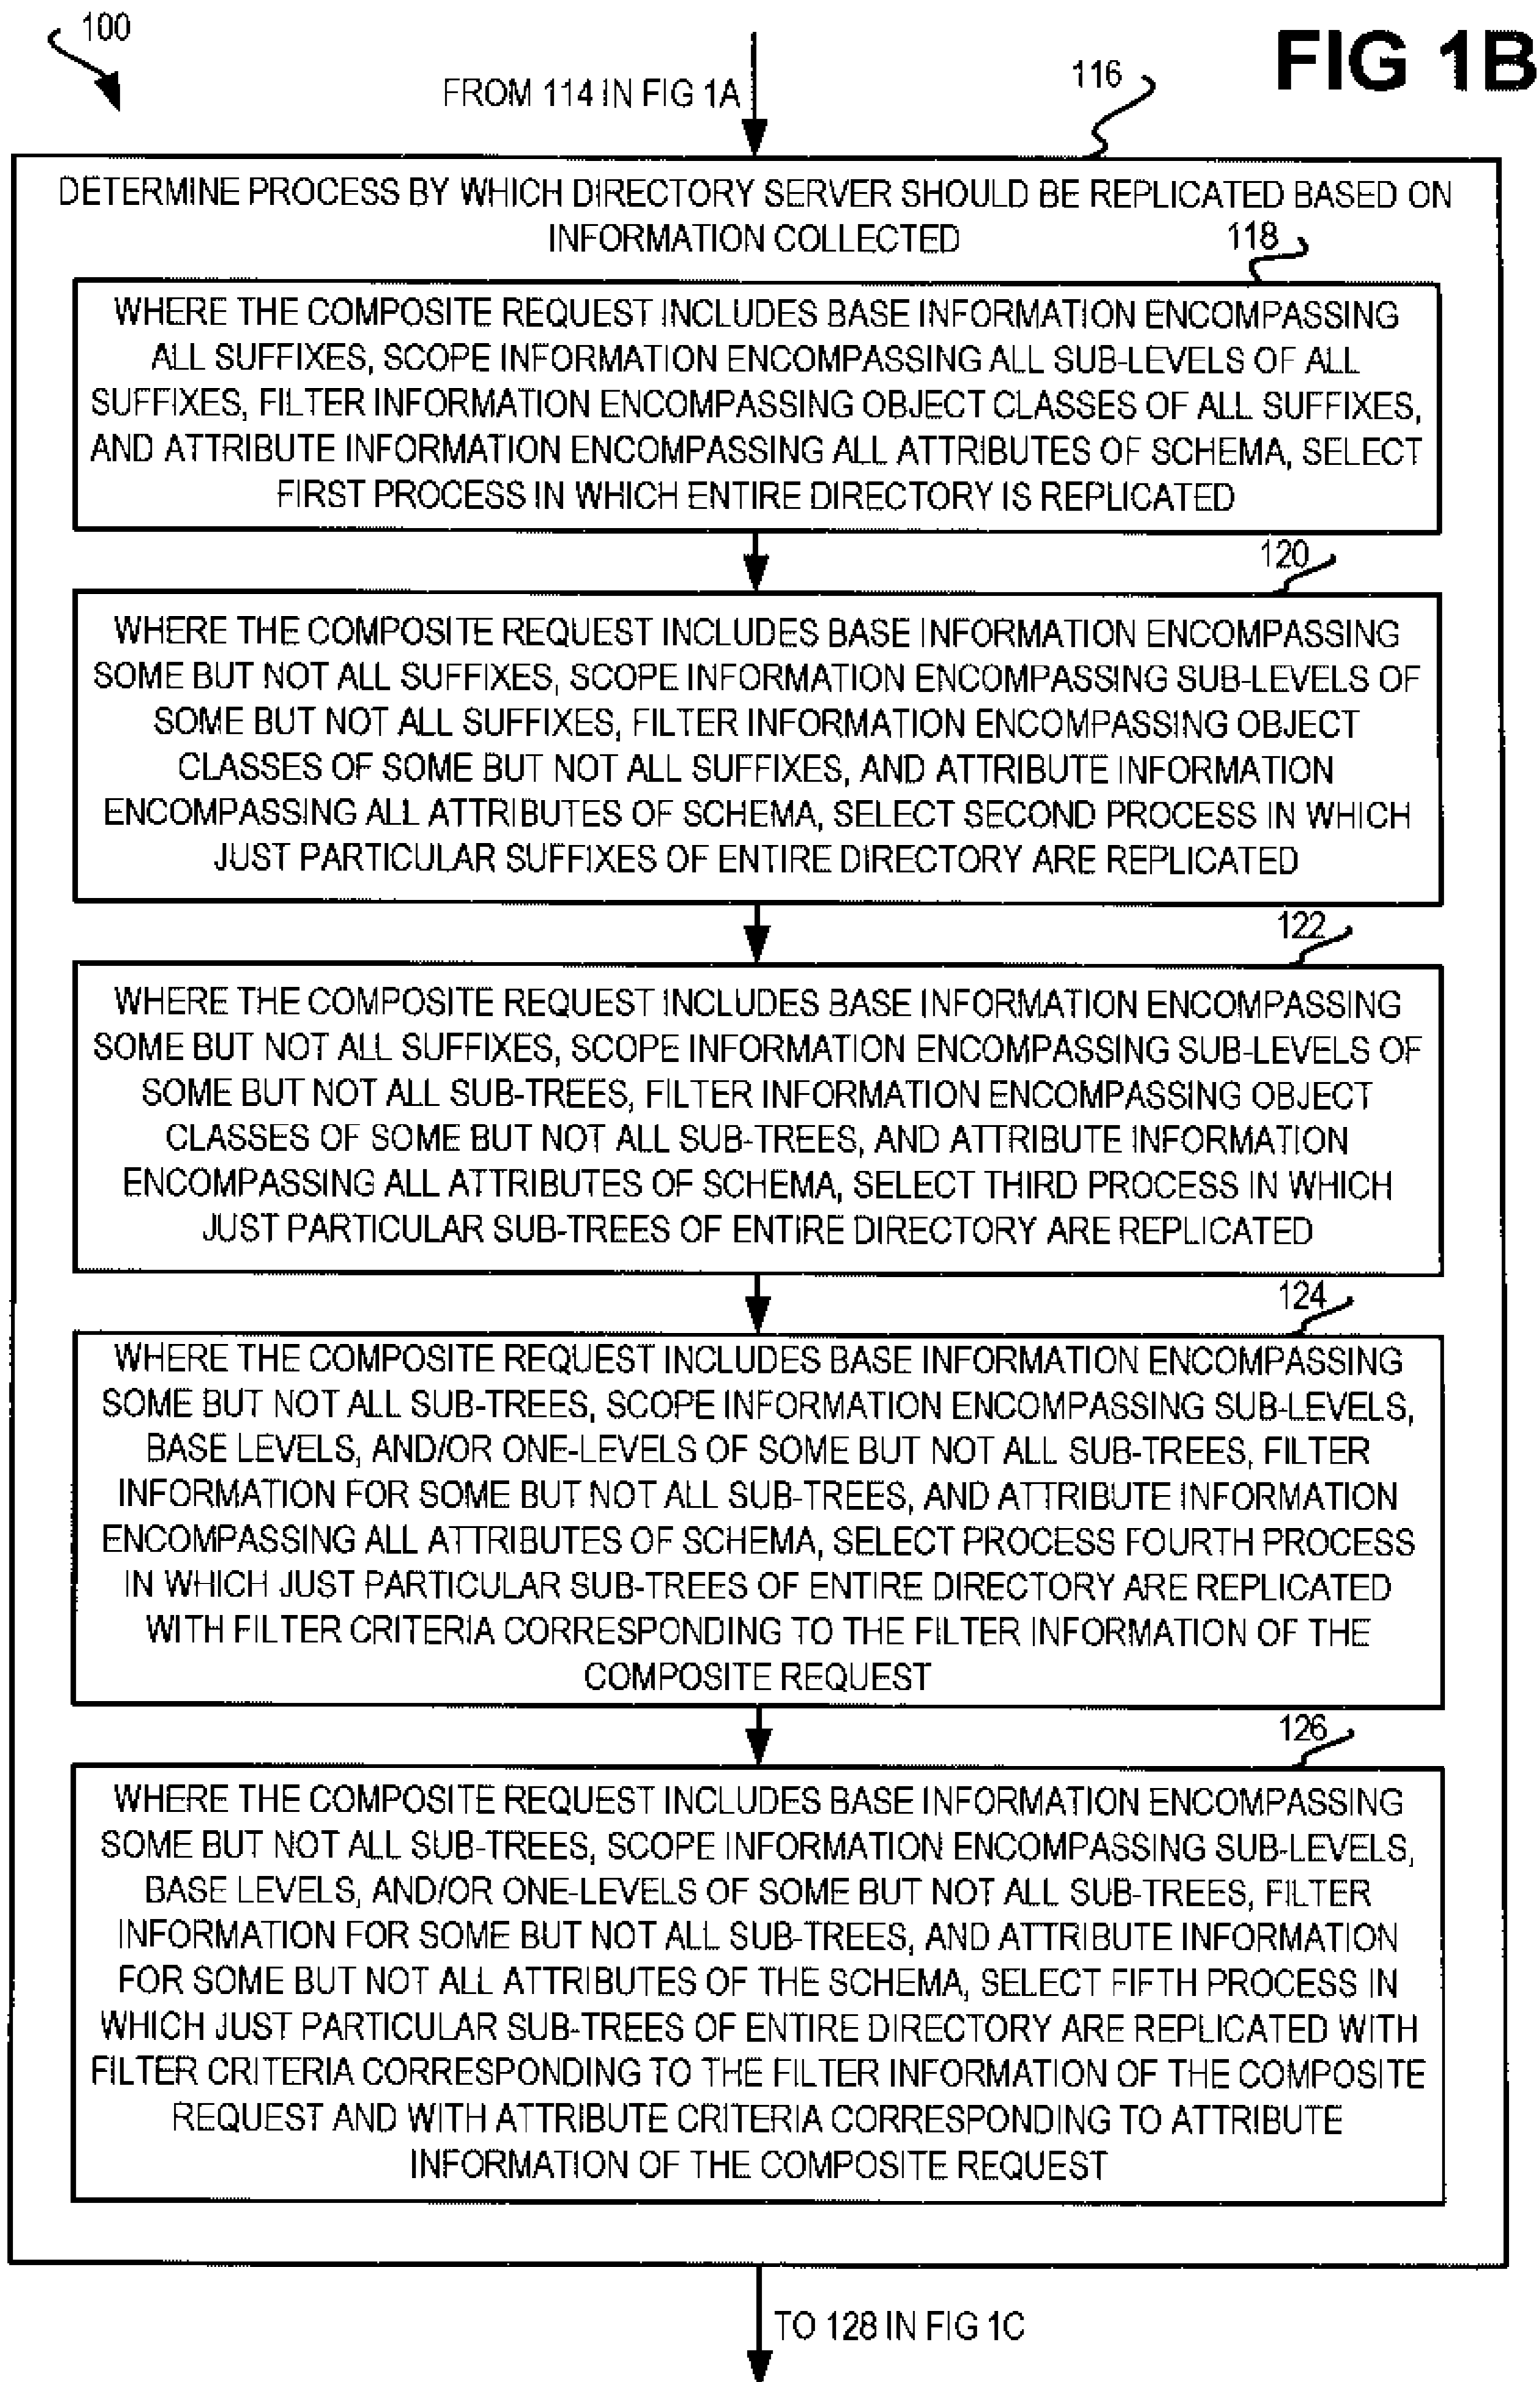 100
FROM 114 IN FIG 1A
116
FIG 1B
DETERMINE PROCESS BY WHICH DIRECTORY SERVER SHOULD BE REPLICATED BASED ON
INFORMATION COLLECTED
118
WHERE THE COMPOSITE REQUEST INCLUDES BASE INFORMATION ENCOMPASSING
ALL SUFFIXES, SCOPE INFORMATION ENCOMPASSING ALL SUB-LEVELS OF ALL
SUFFIXES, FILTER INFORMATION ENCOMPASSING OBJECT CLASSES OF ALL SUFFIXES,
AND ATTRIBUTE INFORMATION ENCOMPASSING ALL ATTRIBUTES OF SCHEMA, SELECT
FIRST PROCESS IN WHICH ENTIRE DIRECTORY IS REPLICATED
120
WHERE THE COMPOSITE REQUEST INCLUDES BASE INFORMATION ENCOMPASSING
SOME BUT NOT ALL SUFFIXES, SCOPE INFORMATION ENCOMPASSING SUB-LEVELS OF
SOME BUT NOT ALL SUFFIXES, FILTER INFORMATION ENCOMPASSING OBJECT
CLASSES OF SOME BUT NOT ALL SUFFIXES, AND ATTRIBUTE INFORMATION
ENCOMPASSING ALL ATTRIBUTES OF SCHEMA, SELECT SECOND PROCESS IN WHICH
JUST PARTICULAR SUFFIXES OF ENTIRE DIRECTORY ARE REPLICATED
122
WHERE THE COMPOSITE REQUEST INCLUDES BASE INFORMATION ENCOMPASSING
SOME BUT NOT ALL SUFFIXES, SCOPE INFORMATION ENCOMPASSING SUB-LEVELS OF
SOME BUT NOT ALL SUB-TREES, FILTER INFORMATION ENCOMPASSING OBJECT
CLASSES OF SOME BUT NOT ALL SUB-TREES, AND ATTRIBUTE INFORMATION
ENCOMPASSING ALL ATTRIBUTES OF SCHEMA, SELECT THIRD PROCESS IN WHICH
JUST PARTICULAR SUB-TREES OF ENTIRE DIRECTORY ARE REPLICATED
124
WHERE THE COMPOSITE REQUEST INCLUDES BASE INFORMATION ENCOMPASSING
SOME BUT NOT ALL SUB-TREES, SCOPE INFORMATION ENCOMPASSING SUB-LEVELS,
BASE LEVELS, AND/OR ONE-LEVELS OF SOME BUT NOT ALL SUB-TREES, FILTER
INFORMATION FOR SOME BUT NOT ALL SUB-TREES, AND ATTRIBUTE INFORMATION
ENCOMPASSING ALL ATTRIBUTES OF SCHEMA, SELECT PROCESS FOURTH PROCESS
IN WHICH JUST PARTICULAR SUB-TREES OF ENTIRE DIRECTORY ARE REPLICATED
WITH FILTER CRITERIA CORRESPONDING TO THE FILTER INFORMATION OF THE
COMPOSITE REQUEST
126
WHERE THE COMPOSITE REQUEST INCLUDES BASE INFORMATION ENCOMPASSING
SOME BUT NOT ALL SUB-TREES, SCOPE INFORMATION ENCOMPASSING SUB-LEVELS,
BASE LEVELS, AND/OR ONE-LEVELS OF SOME BUT NOT ALL SUB-TREES, FILTER
INFORMATION FOR SOME BUT NOT ALL SUB-TREES, AND ATTRIBUTE INFORMATION
FOR SOME BUT NOT ALL ATTRIBUTES OF THE SCHEMA, SELECT FIFTH PROCESS IN
WHICH JUST PARTICULAR SUB-TREES OF ENTIRE DIRECTORY ARE REPLICATED WITH
FILTER CRITERIA CORRESPONDING TO THE FILTER INFORMATION OF THE COMPOSITE
REQUEST AND WITH ATTRIBUTE CRITERIA CORRESPONDING TO ATTRIBUTE
INFORMATION OF THE COMPOSITE REQUEST
TO 128 IN FIG 1C